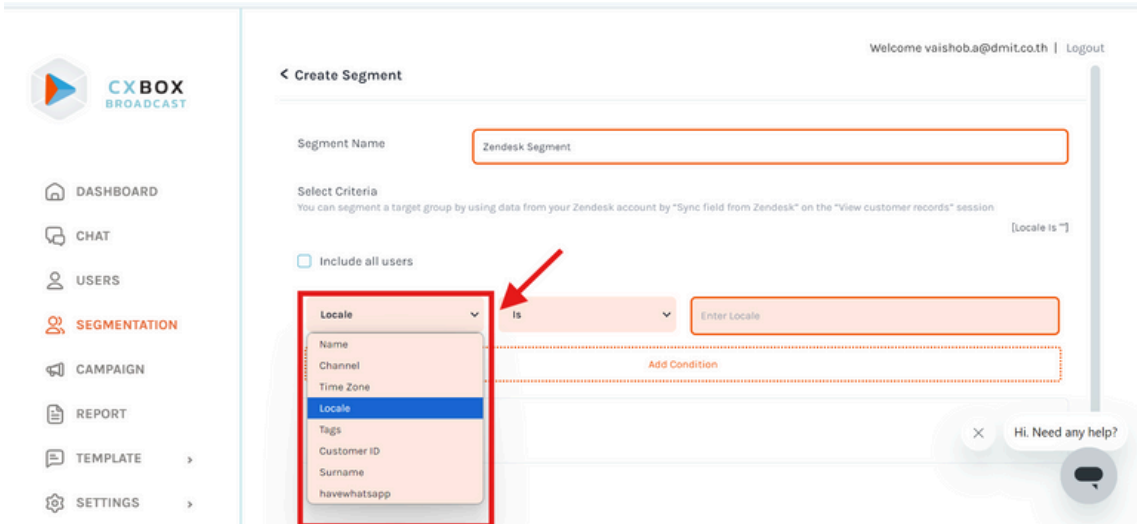 Welcome vaishob.a@dmit.co.th | Logout
CXBOX
BROADCAST
< Create Segment
Segment Name
Zendesk Segment
DASHBOARD
Select Criteria
You can segment a target group by using data from your Zendesk account by "Sync field from Zendesk" on the "View customer records" session
[Locale Is ""]
CHAT
Include all users
USERS
SEGMENTATION
Locale
Is
Enter Locale
Name
Channel
Time Zone
Locale
Tags
Customer ID
Surname
havewhatsapp
Add Condition
CAMPAIGN
REPORT
TEMPLATE >
SETTINGS >
Hi. Need any help?